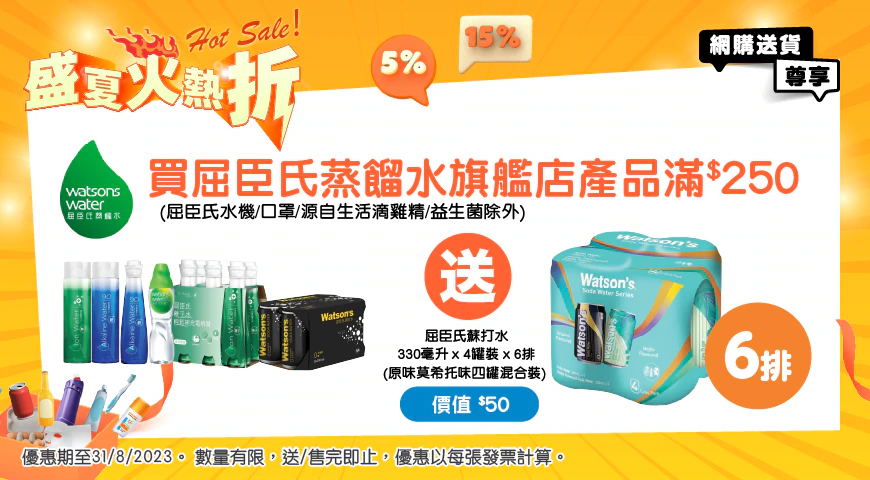 Hot Sale!
盛夏火熱折
5%
15%
網購送貨
尊享
watsons
water
屈臣氏蒸餾水
買屈臣氏蒸餾水旗艦店產品滿$250
(屈臣氏水機/口罩/源自生活滴雞精/益生菌除外)
送
屈臣氏蘇打水
330毫升 x 4罐裝 x 6排
(原味莫希托味四罐混合裝)
價值 $50
Watson's
Watson's
Soda Water Series
Watson's
6排
優惠期至31/8/2023。 數量有限，送/售完即止，優惠以每張發票計算。